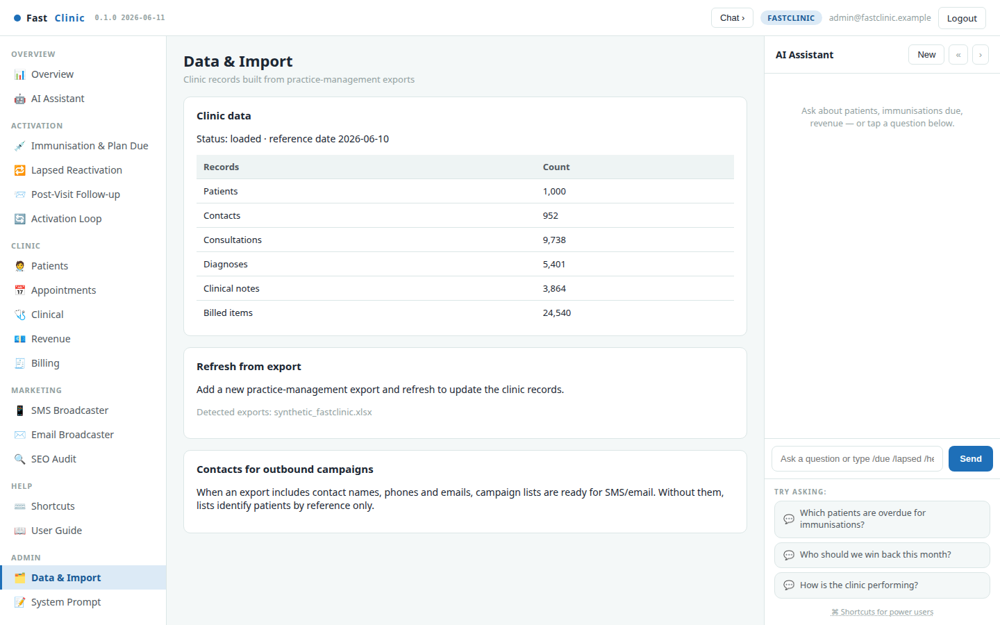 Fast Clinic 0.1.0 2026-06-11
Chat ›
FASTCLINIC
admin@fastclinic.example
Logout
OVERVIEW
Overview
AI Assistant
ACTIVATION
Immunisation & Plan Due
Lapsed Reactivation
Post-Visit Follow-up
Activation Loop
CLINIC
Patients
Appointments
Clinical
Revenue
Billing
MARKETING
SMS Broadcaster
Email Broadcaster
SEO Audit
HELP
Shortcuts
User Guide
ADMIN
Data & Import
System Prompt
Data & Import
Clinic records built from practice-management exports
Clinic data
Status: loaded · reference date 2026-06-10
Records Count
Patients 1,000
Contacts 952
Consultations 9,738
Diagnoses 5,401
Clinical notes 3,864
Billed items 24,540
Refresh from export
Add a new practice-management export and refresh to update the clinic records.
Detected exports: synthetic_fastclinic.xlsx
Contacts for outbound campaigns
When an export includes contact names, phones and emails, campaign lists are ready for SMS/email. Without them,
lists identify patients by reference only.
AI Assistant
New « ›
Ask about patients, immunisations due,
revenue — or tap a question below.
Ask a question or type /due /lapsed /he
Send
TRY ASKING:
Which patients are overdue for
immunisations?
Who should we win back this month?
How is the clinic performing?
⌘ Shortcuts for power users